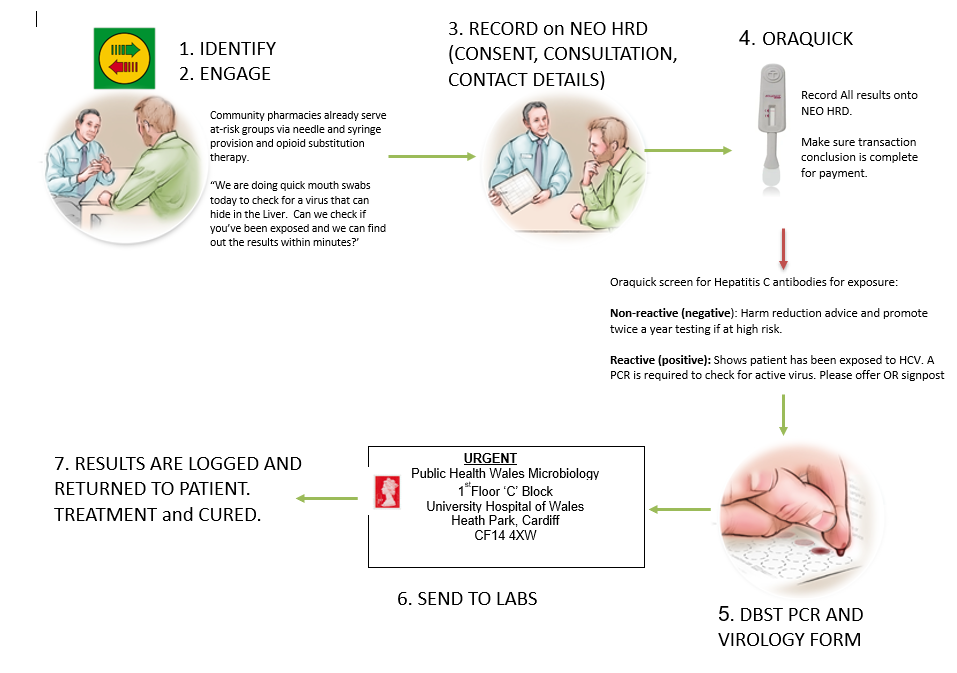 1. IDENTIFY
2. ENGAGE
Community pharmacies already serve
at-risk groups via needle and syringe
provision and opioid substitution
therapy.
“We are doing quick mouth swabs
today to check for a virus that can
hide in the Liver.  Can we check if
you’ve been exposed and we can find
out the results within minutes?’
3. RECORD on NEO HRD
(CONSENT, CONSULTATION,
CONTACT DETAILS)
4. ORAQUICK
Record All results onto
NEO HRD.
Make sure transaction
conclusion is complete
for payment.
Oraquick screen for Hepatitis C antibodies for exposure:
Non-reactive (negative): Harm reduction advice and promote
twice a year testing if at high risk.
Reactive (positive): Shows patient has been exposed to HCV. A
PCR is required to check for active virus. Please offer OR signpost
5. DBST PCR AND
VIROLOGY FORM
URGENT
Public Health Wales Microbiology
1st Floor ‘C’ Block
University Hospital of Wales
Heath Park, Cardiff
CF14 4XW
6. SEND TO LABS
7. RESULTS ARE LOGGED AND
RETURNED TO PATIENT.
TREATMENT and CURED.